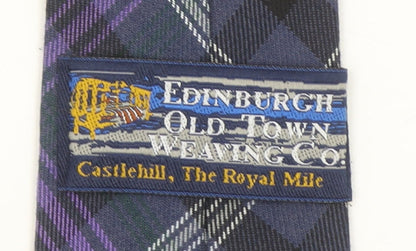 EDINBURGH
OLD TOWN
WEAVING CO.
Castlehill, The Royal Mile